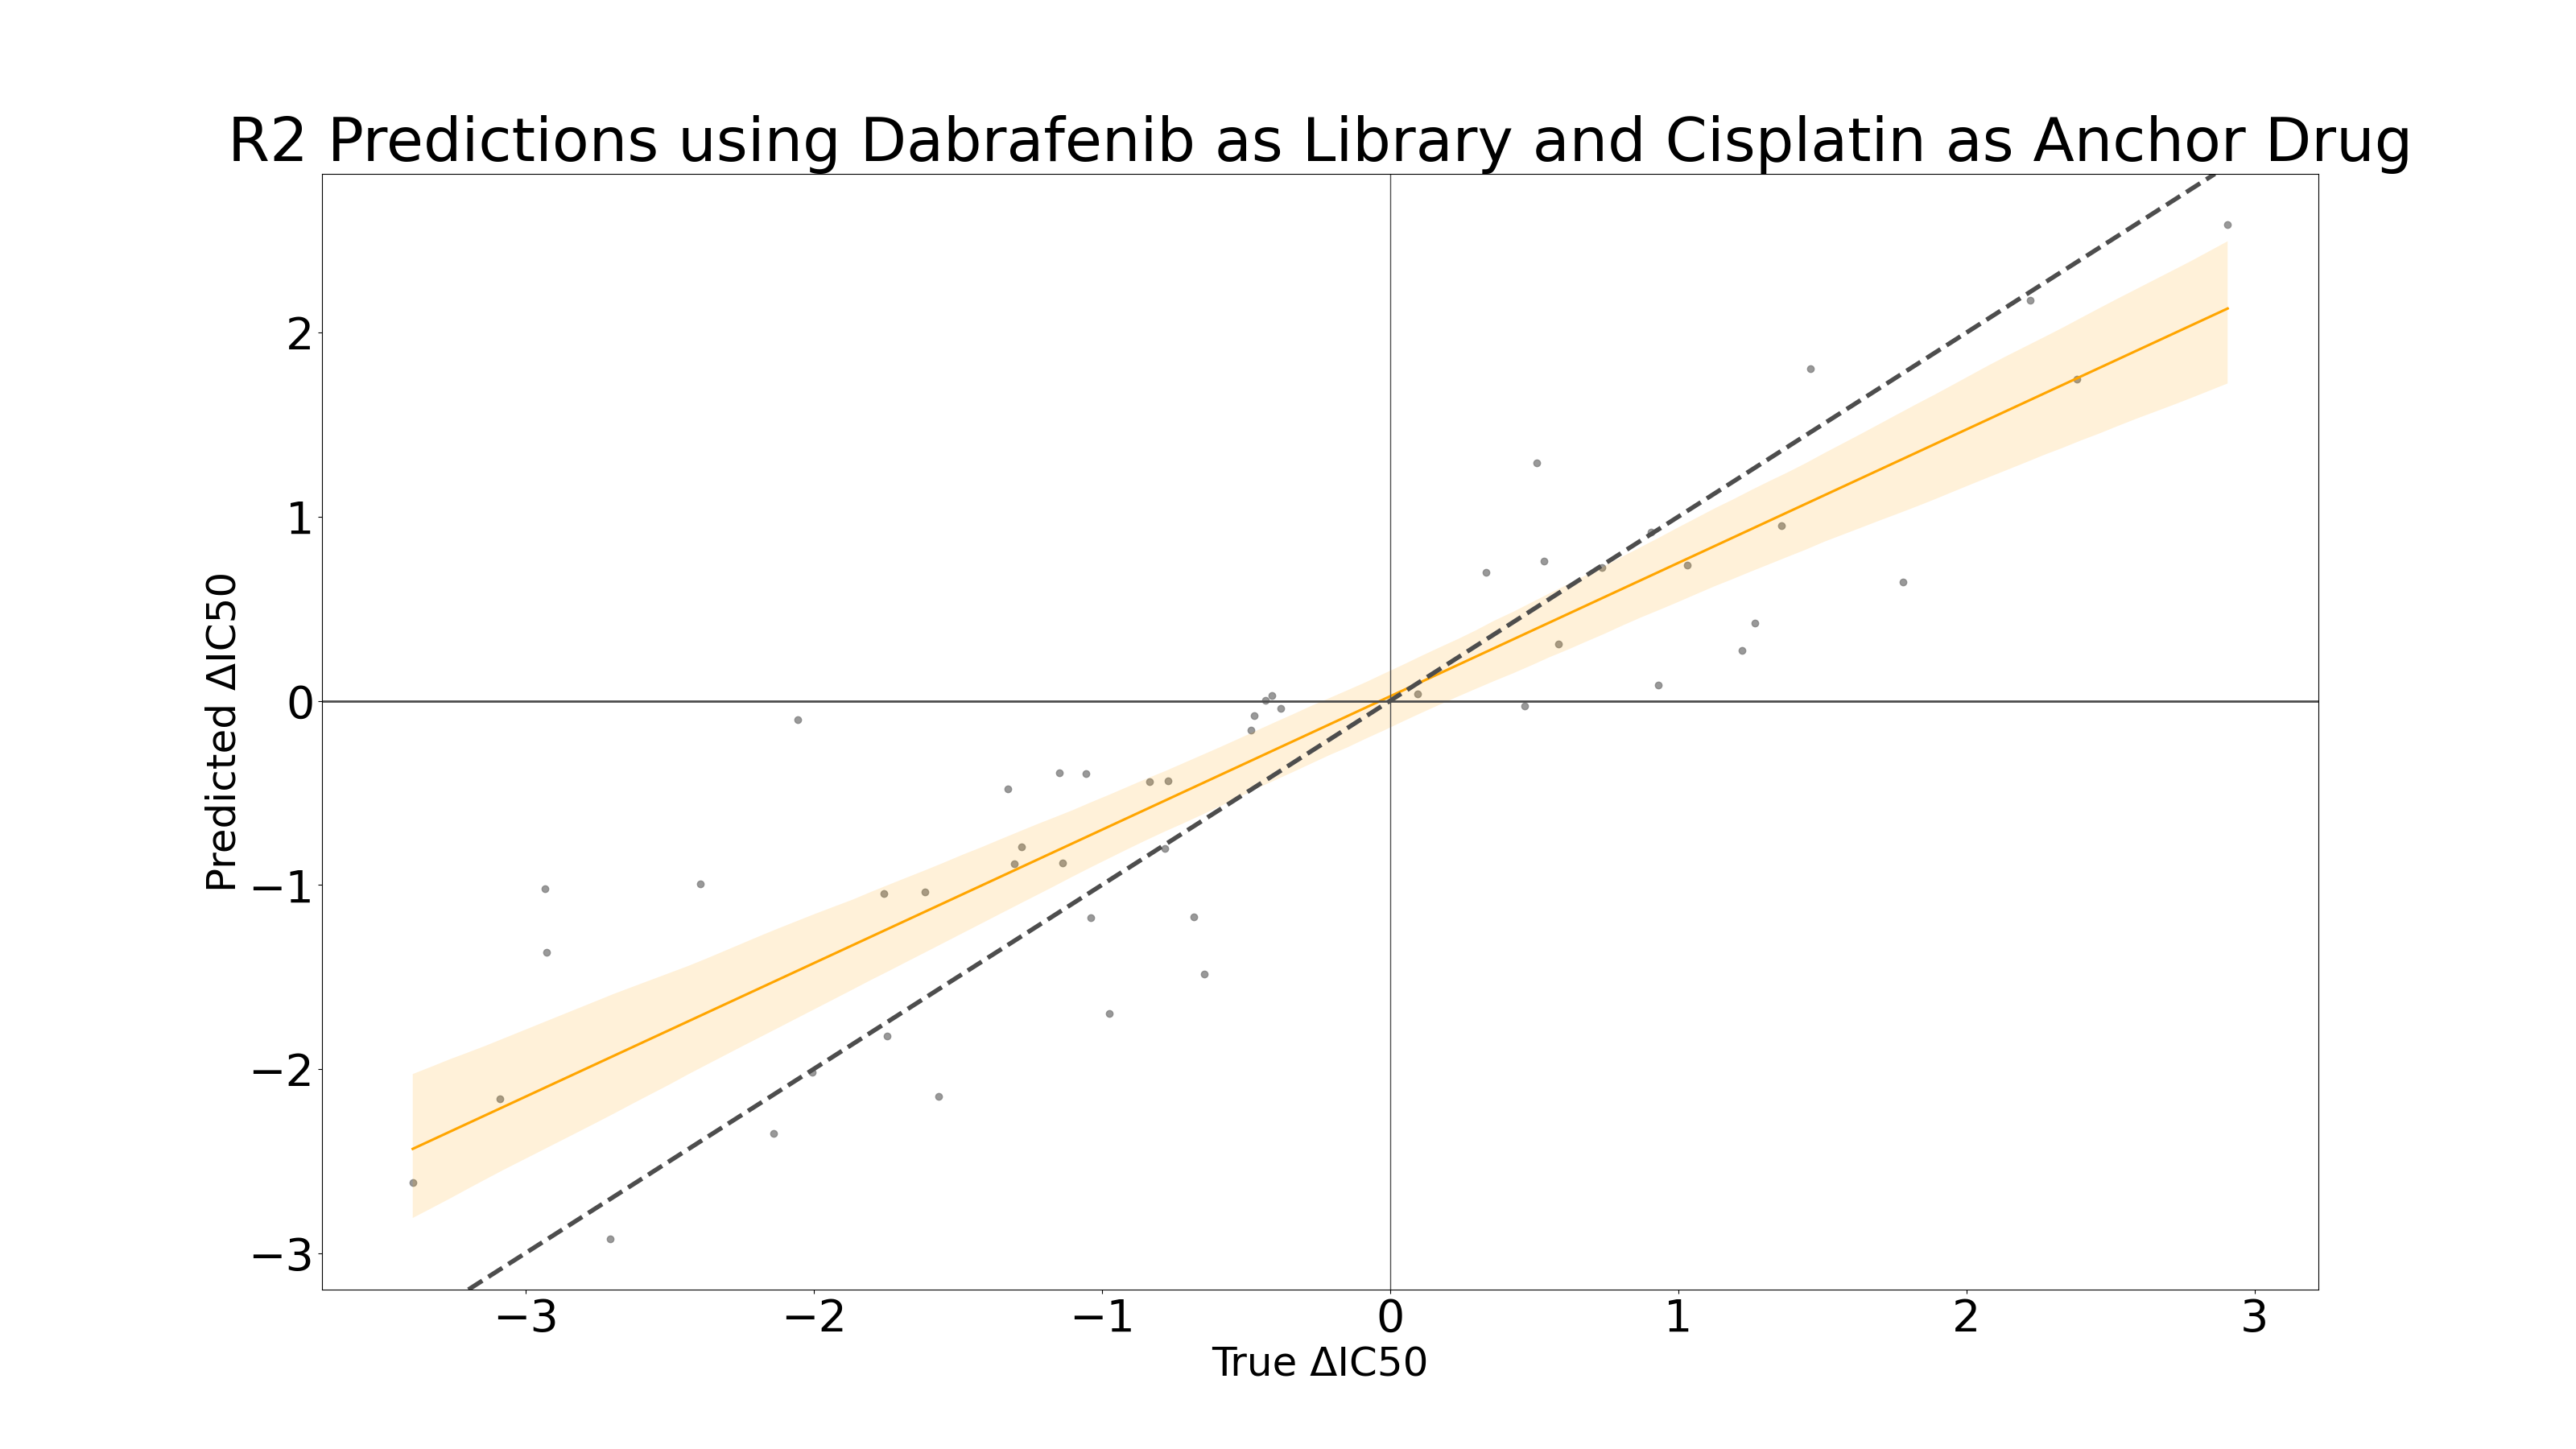 R2 Predictions using Dabrafenib as Library and Cisplatin as Anchor Drug
Predicted ΔIC50
2
1
0
−1
−2
−3
−3 −2 −1 0 1 2 3
True ΔIC50